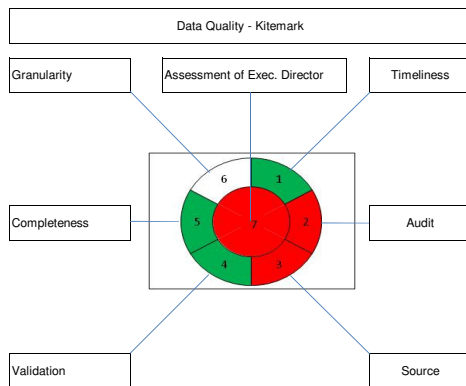 Data Quality - Kitemark
Granularity
Assessment of Exec. Director
Timeliness
6
1
Completeness
5
7
2
Audit
4
3
Validation
Source